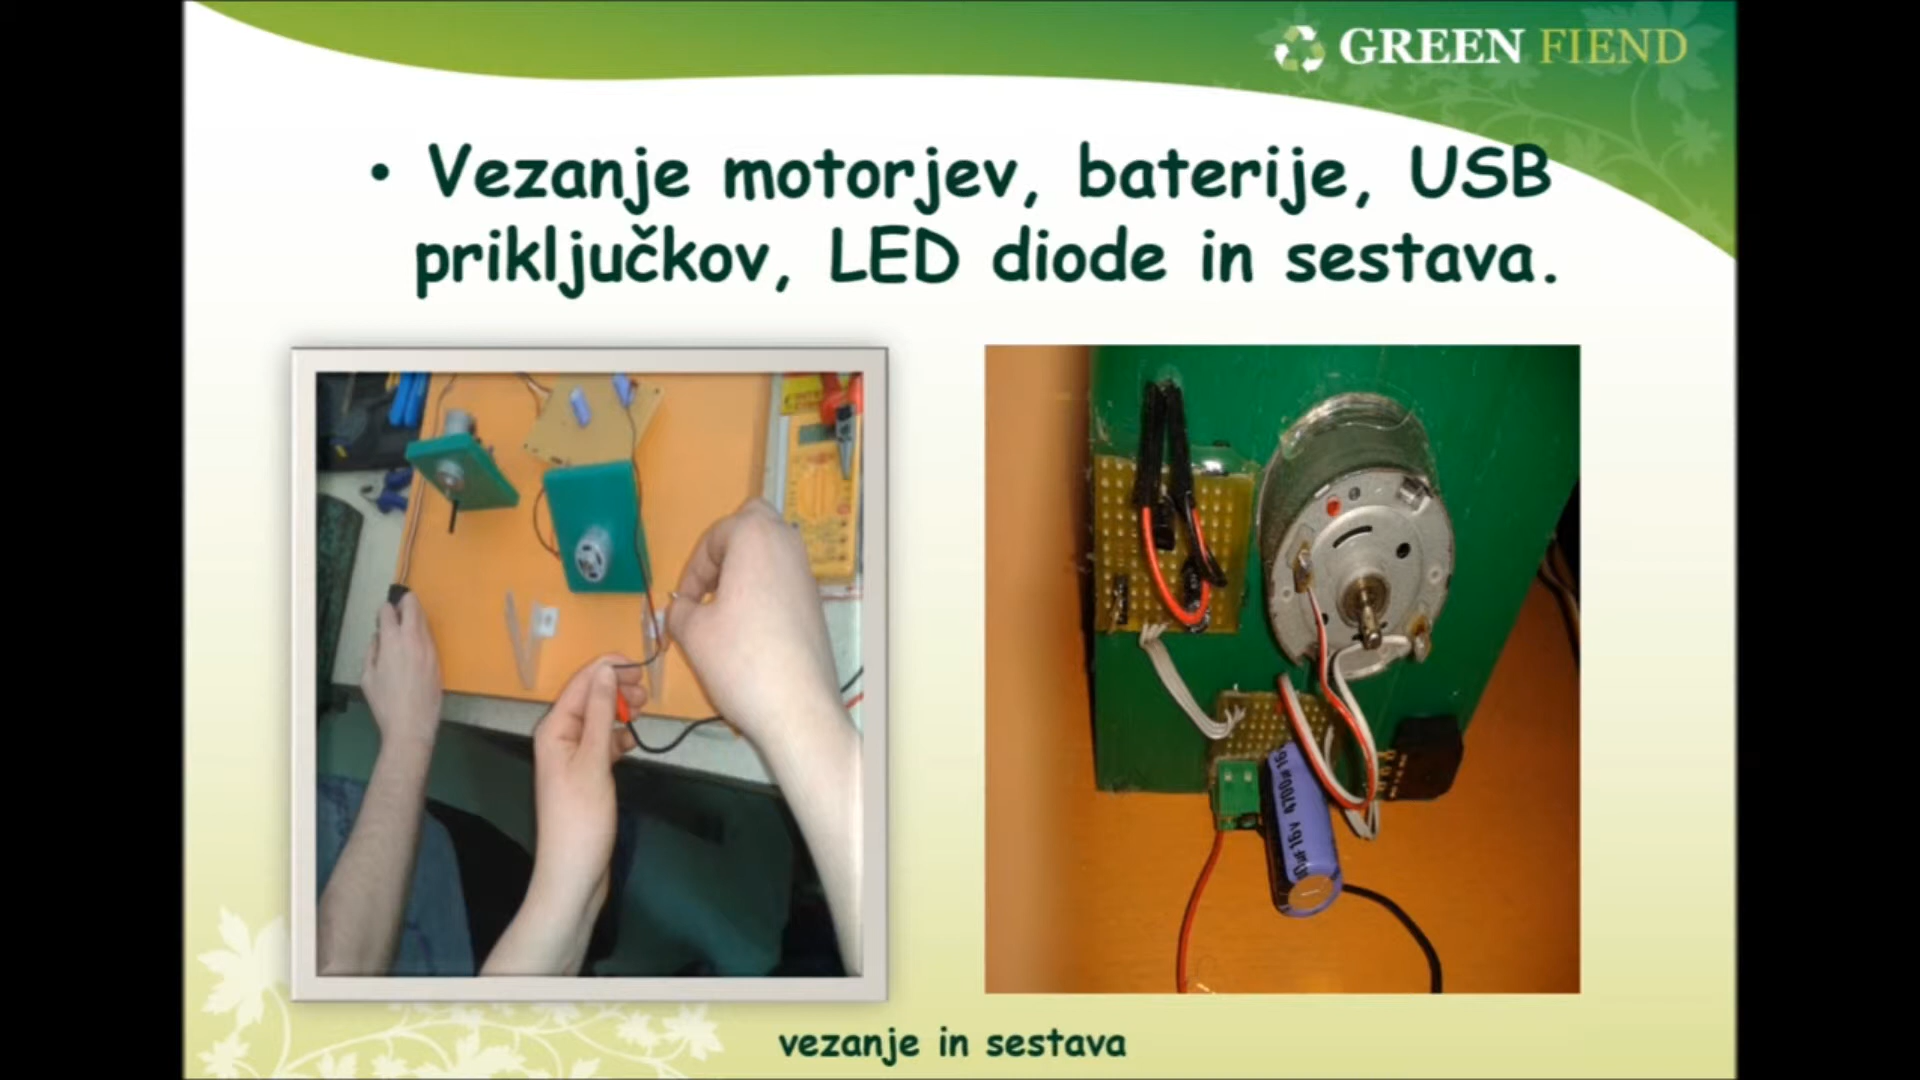 GREEN FIEND
• Vezanje motorjev, baterije, USB
priključkov, LED diode in sestava.
vezanje in sestava